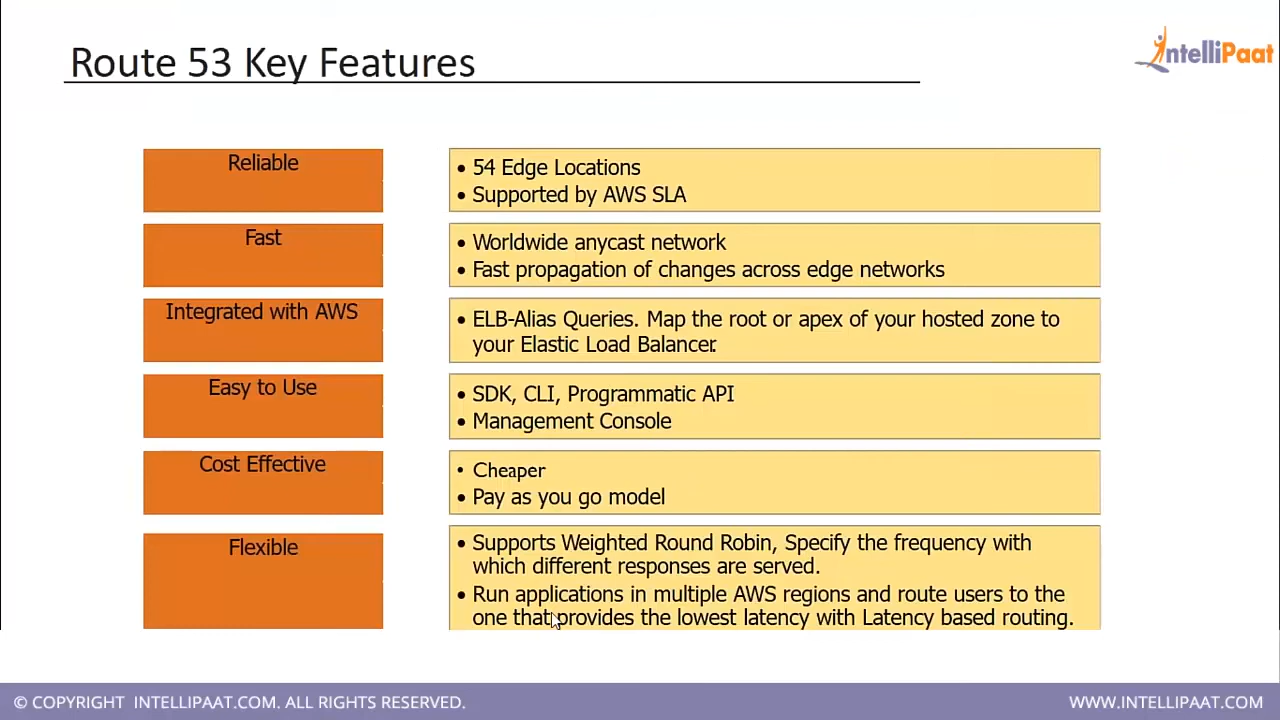 Route 53 Key Features
IntelliPaat
Reliable
• 54 Edge Locations
• Supported by AWS SLA
Fast
• Worldwide anycast network
• Fast propagation of changes across edge networks
Integrated with AWS
• ELB-Alias Queries. Map the root or apex of your hosted zone to
your Elastic Load Balancer.
Easy to Use
• SDK, CLI, Programmatic API
• Management Console
Cost Effective
• Cheaper
• Pay as you go model
Flexible
• Supports Weighted Round Robin, Specify the frequency with
which different responses are served.
• Run applications in multiple AWS regions and route users to the
one that provides the lowest latency with Latency based routing.
© COPYRIGHT INTELLIPAAT.COM. ALL RIGHTS RESERVED.
WWW.INTELLIPAAT.COM